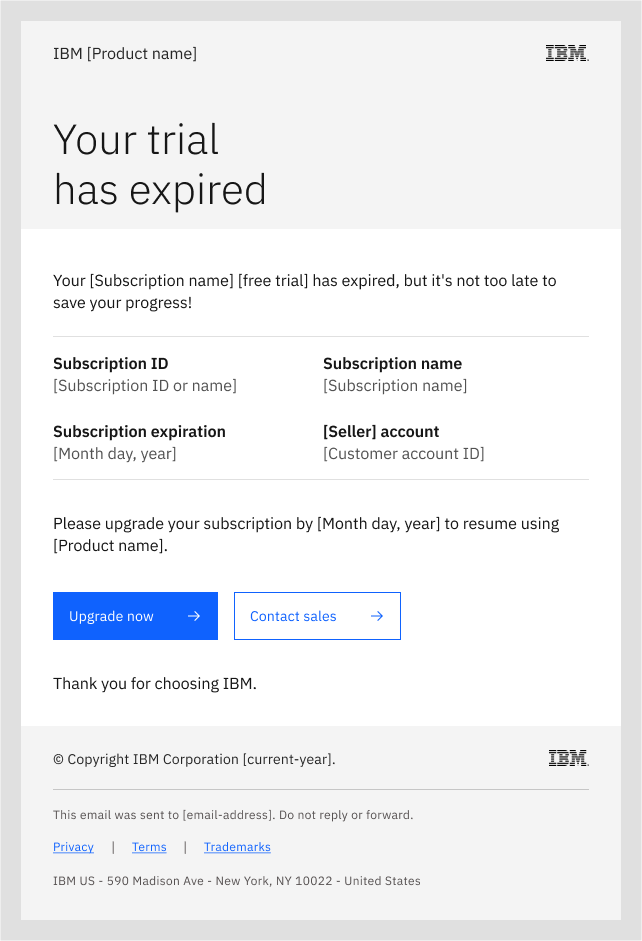 IBM [Product name]
IBM
Your trial
has expired
Your [Subscription name] [free trial] has expired, but it's not too late to
save your progress!
Subscription ID
[Subscription ID or name]
Subscription name
[Subscription name]
Subscription expiration
[Month day, year]
[Seller] account
[Customer account ID]
Please upgrade your subscription by [Month day, year] to resume using
[Product name].
Upgrade now →
Contact sales →
Thank you for choosing IBM.
© Copyright IBM Corporation [current-year].
IBM
This email was sent to [email-address]. Do not reply or forward.
Privacy | Terms | Trademarks
IBM US - 590 Madison Ave - New York, NY 10022 - United States